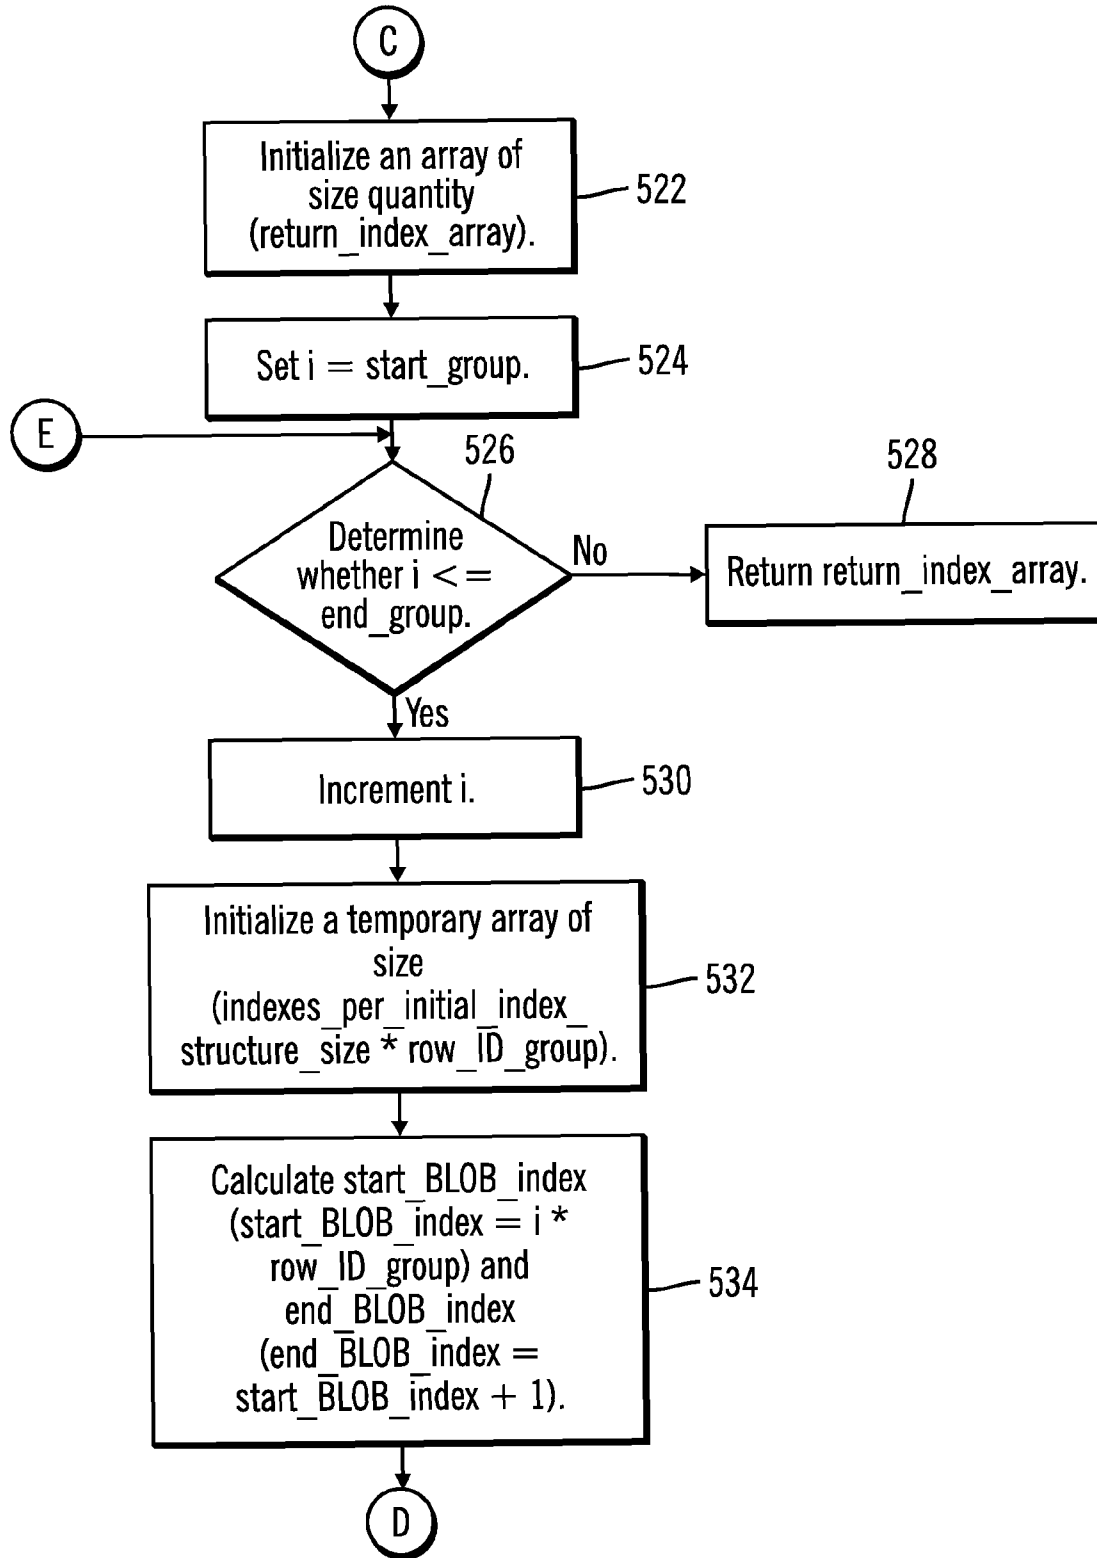 C
Initialize an array of
size quantity
(return_index_array).
522
Set i = start_group.
524
E
526
Determine
whether i <=
end_group.
No
528
Return return_index_array.
Yes
Increment i.
530
Initialize a temporary array of
size
(indexes_per_initial_index_
structure_size * row_ID_group).
532
Calculate start_BLOB_index
(start_BLOB_index = i *
row_ID_group) and
end_BLOB_index
(end_BLOB_index =
start_BLOB_index + 1).
534
D